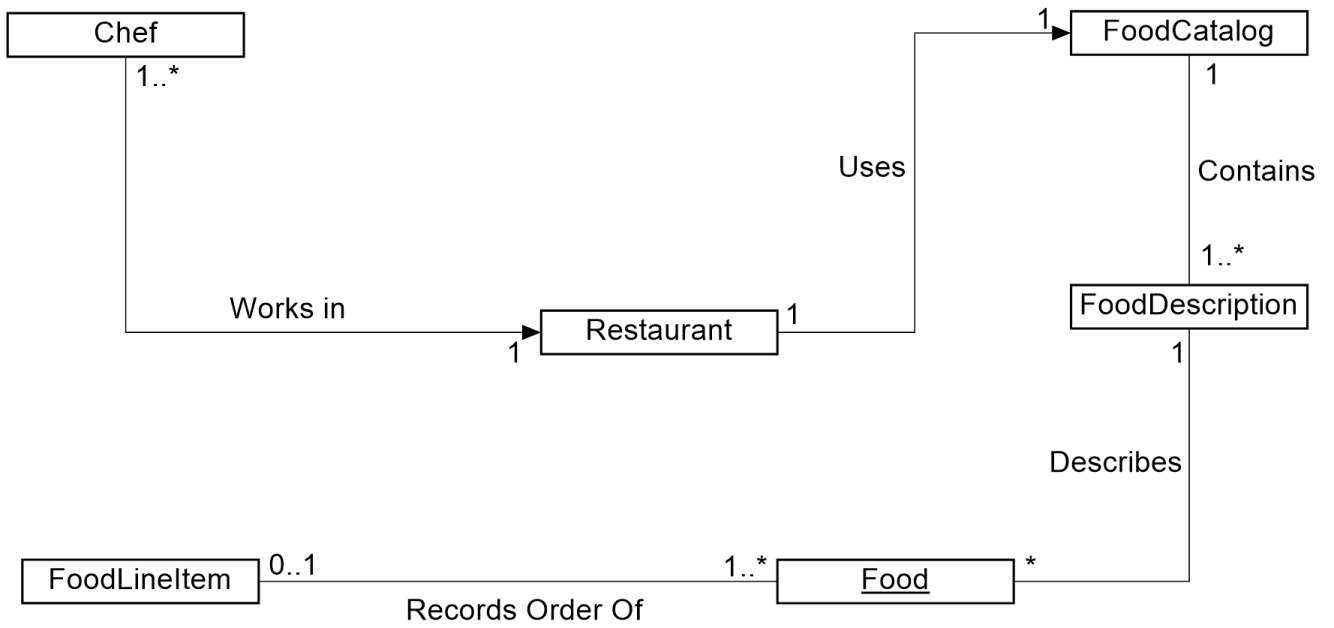 Chef
1..*
1
FoodCatalog
1
Uses
Contains
1..*
Works in
1
Restaurant
1
FoodDescription
1
Describes
FoodLineItem
0..1
Records Order Of
1..*
Food
*